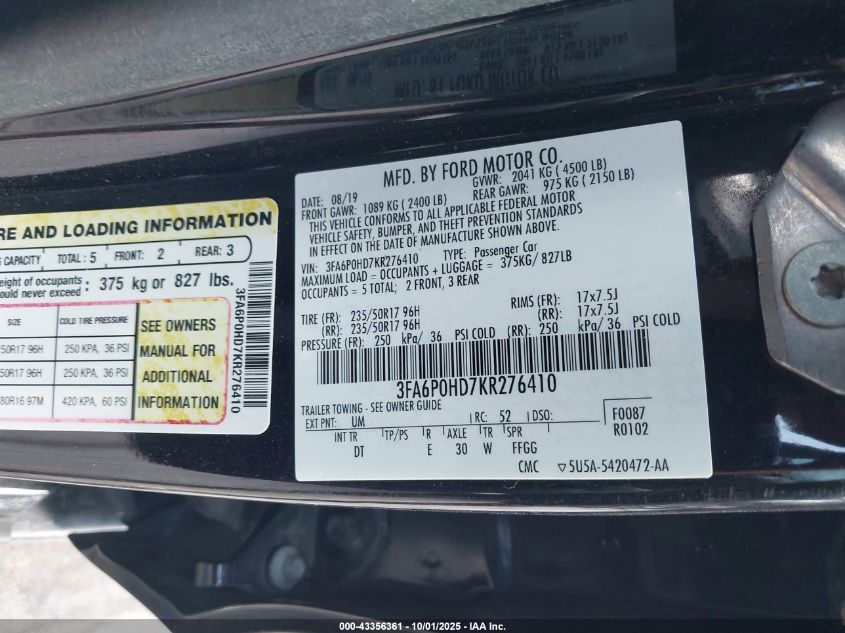 MFD. BY FORD MOTOR CO.
DATE: 08/19 GVWR: 2041 KG ( 4500 LB)
FRONT GAWR: 1089 KG ( 2400 LB) REAR GAWR: 975 KG ( 2150 LB)
THIS VEHICLE CONFORMS TO ALL APPLICABLE FEDERAL MOTOR
VEHICLE SAFETY, BUMPER, AND THEFT PREVENTION STANDARDS
IN EFFECT ON THE DATE OF MANUFACTURE SHOWN ABOVE.
VIN: 3FA6P0HD7KR276410 TYPE: Passenger Car
MAXIMUM LOAD = OCCUPANTS + LUGGAGE = 375KG/ 827LB
OCCUPANTS = 5 TOTAL; 2 FRONT, 3 REAR
TIRE (FR): 235/50R17 96H RIMS (FR): 17x7.5J
(RR): 235/50R17 96H (RR): 17x7.5J
PRESSURE (FR): 250 kPa/ 36 PSI COLD (RR): 250 kPa/ 36 PSI COLD
3FA6P0HD7KR276410
TRAILER TOWING - SEE OWNER GUIDE
EXT PNT: UM RC: 52 DSO: F0087
R0102
INT TR TP/PS R AXLE TR SPR
DT E 30 W FFGG
CMC ▽5U5A-5420472-AA
RE AND LOADING INFORMATION
CAPACITY TOTAL : 5 FRONT: 2 REAR: 3
eight of occupants
ould never exceed : 375 kg or 827 lbs.
SIZE COLD TIRE PRESSURE
50R17 96H 250 KPA, 36 PSI
50R17 96H 250 KPA, 36 PSI
80R16 97M 420 KPA, 60 PSI
SEE OWNERS
MANUAL FOR
ADDITIONAL
INFORMATION
3FA6P0HD7KR276410
000-43356361 - 10/01/2025 - IAA Inc.